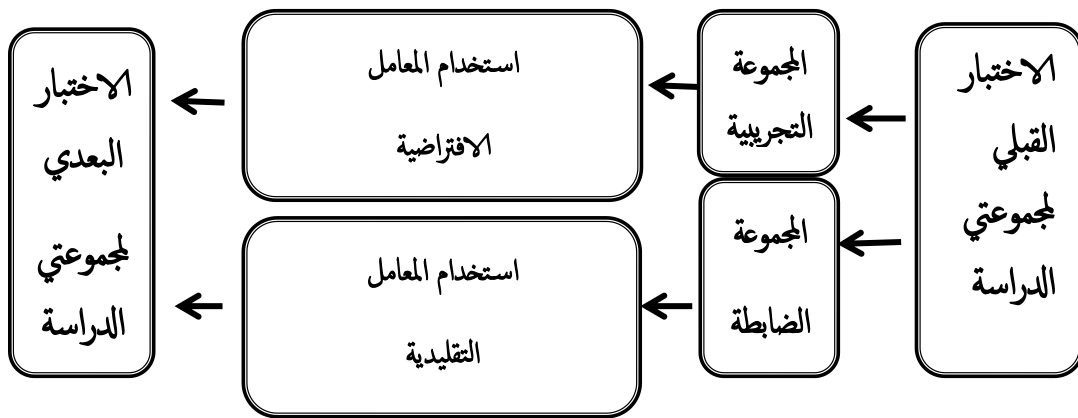 الاختبار
القبلي
لمجموعتي
الدراسة
المجموعة
التجريبية
استخدام المعامل
الافتراضية
المجموعة
الضابطة
استخدام المعامل
التقليدية
الاختبار
البعدي
لمجموعتي
الدراسة